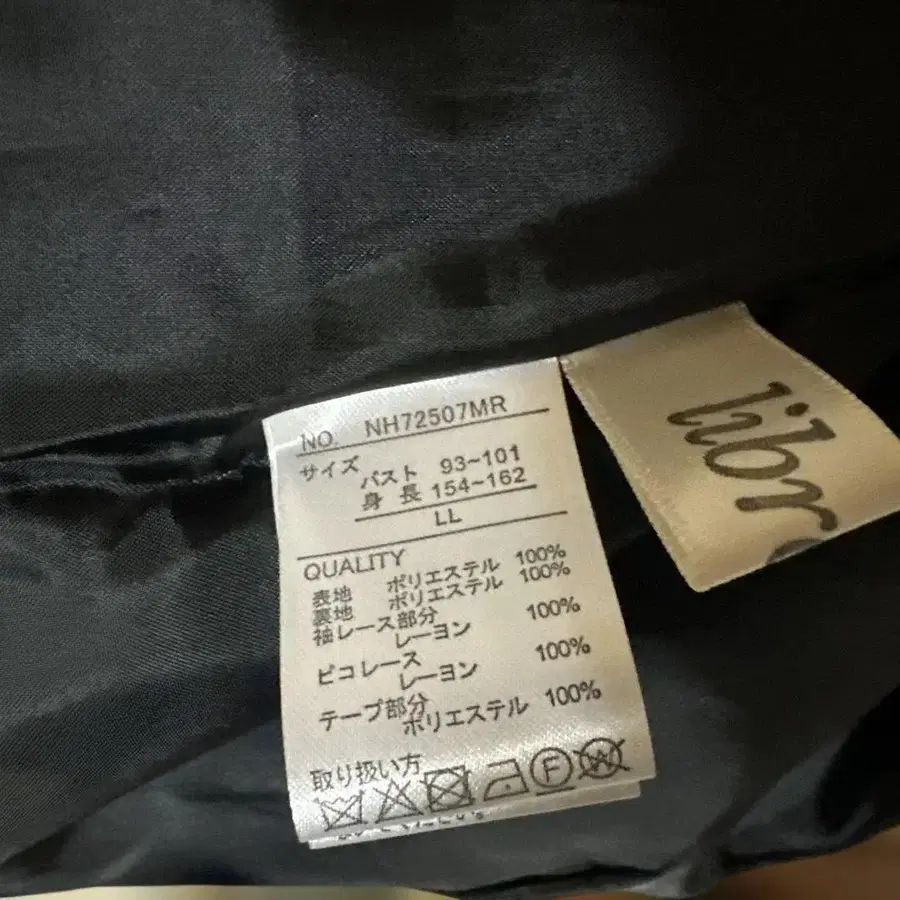 NO. NH72507MR
サイズ
バスト 93~101
身長 154~162
LL
QUALITY
表地 ポリエステル 100%
裏地 ポリエステル 100%
袖レース部分
レーヨン 100%
ピコレース
レーヨン 100%
テープ部分
ポリエステル 100%
取り扱い方
F W
libr